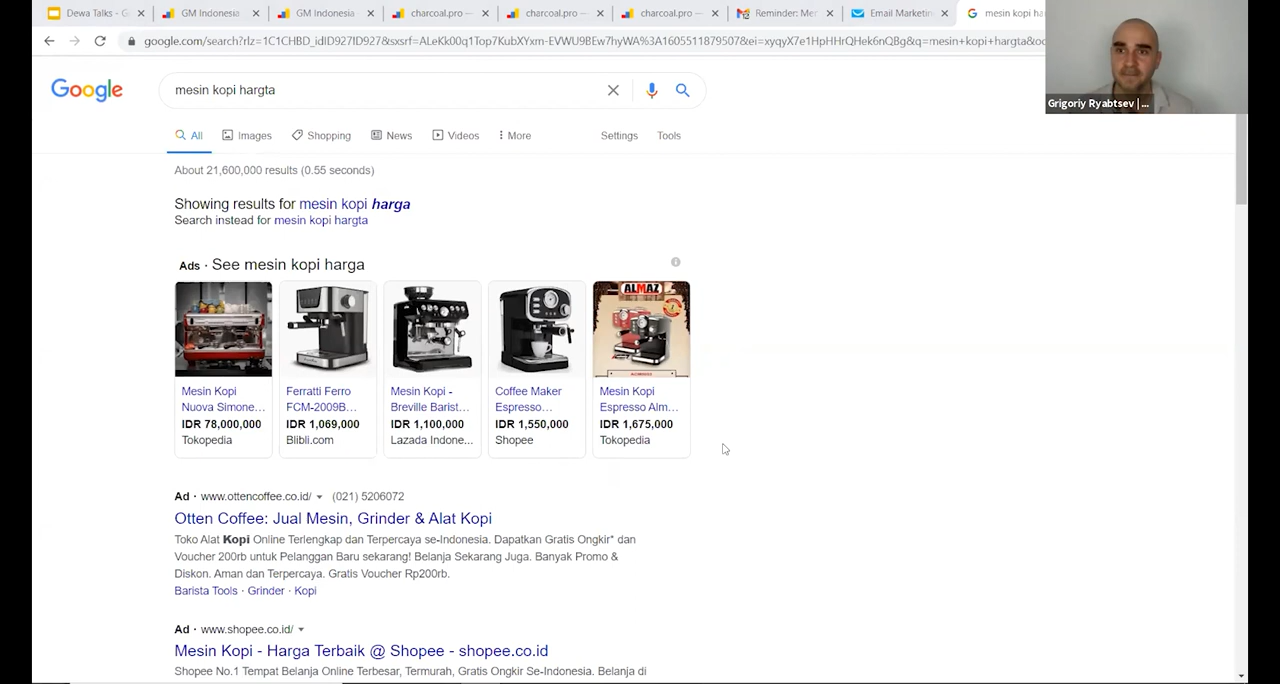 Dewa Talks - G
GM Indonesia
GM Indonesia
charcoal.pro —
charcoal.pro —
charcoal.pro —
Reminder: Mer
Email Marketin
mesin kopi ha
google.com/search?rlz=1C1CHBD_idID927ID927&sxsrf=ALeKk00q1Top7KubXYxm-EVWU9BEw7hyWA%3A1605511879507&ei=xyqyX7e1HpHHrQHek6nQBg&q=mesin+kopi+hargta&oq
Grigoriy Ryabtsev | ...
Google
mesin kopi hargta
All
Images
Shopping
News
Videos
More
Settings
Tools
About 21,600,000 results (0.55 seconds)
Showing results for mesin kopi harga
Search instead for mesin kopi hargta
Ads · See mesin kopi harga
ALMAZ
Mesin Kopi
Nuova Simone...
IDR 78,000,000
Tokopedia
Ferratti Ferro
FCM-2009B...
IDR 1,069,000
Blibli.com
Mesin Kopi -
Breville Barist...
IDR 1,100,000
Lazada Indone...
Coffee Maker
Espresso...
IDR 1,550,000
Shopee
Mesin Kopi
Espresso Alm...
IDR 1,675,000
Tokopedia
Ad · www.ottencoffee.co.id/ (021) 5206072
Otten Coffee: Jual Mesin, Grinder & Alat Kopi
Toko Alat Kopi Online Terlengkap dan Terpercaya se-Indonesia. Dapatkan Gratis Ongkir* dan
Voucher 200rb untuk Pelanggan Baru sekarang! Belanja Sekarang Juga. Banyak Promo &
Diskon. Aman dan Terpercaya. Gratis Voucher Rp200rb.
Barista Tools · Grinder · Kopi
Ad · www.shopee.co.id/
Mesin Kopi - Harga Terbaik @ Shopee - shopee.co.id
Shopee No.1 Tempat Belanja Online Terbesar, Termurah, Gratis Ongkir Se-Indonesia. Belanja di